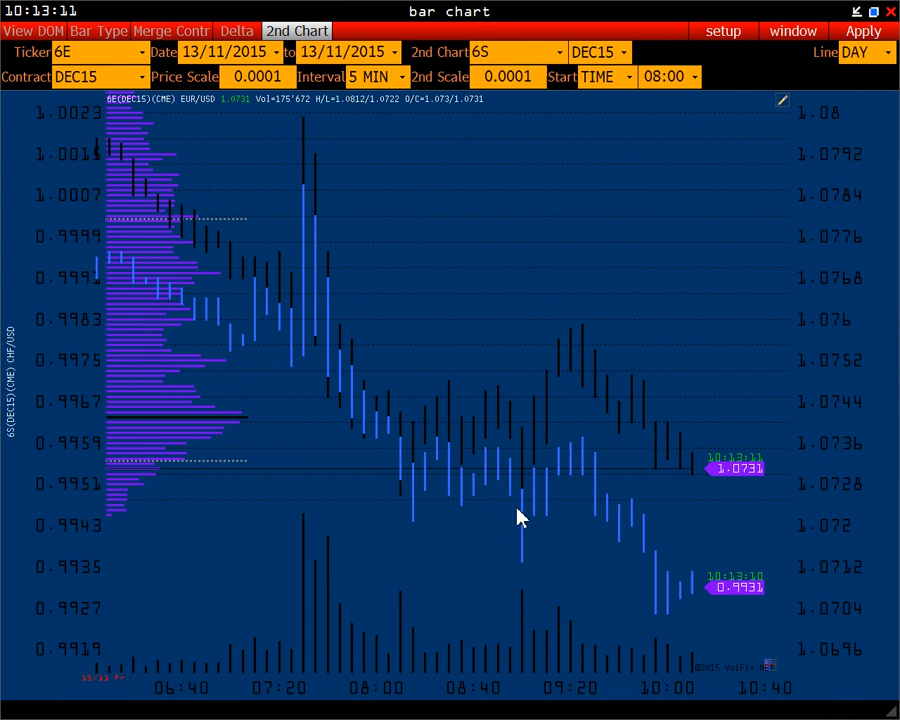 10:13:11 bar chart
View DOM Bar Type Merge Contr Delta 2nd Chart setup window Apply
Ticker 6E Date 13/11/2015 to 13/11/2015 2nd Chart 6S DEC15 Line DAY
Contract DEC15 Price Scale 0.0001 Interval 5 MIN 2nd Scale 0.0001 Start TIME 08:00
6E(DEC15)(CME) EUR/USD 1.0731 Vol=175'672 H/L=1.0812/1.0722 O/C=1.073/1.0731
1.0023 1.08
1.0015 1.0792
1.0007 1.0784
0.9999 1.0776
0.9991 1.0768
0.9983 1.076
0.9975 1.0752
0.9967 1.0744
0.9959 1.0736
10:13:11
1.0731
0.9951 1.0728
0.9943 1.072
0.9935 1.0712
10:13:10
0.9931
0.9927 1.0704
0.9919 1.0696
6S(DEC15)(CME) CHF/USD
©2015 VolFix.NET
13/11 Fr
06:40 07:20 08:00 08:40 09:20 10:00 10:40